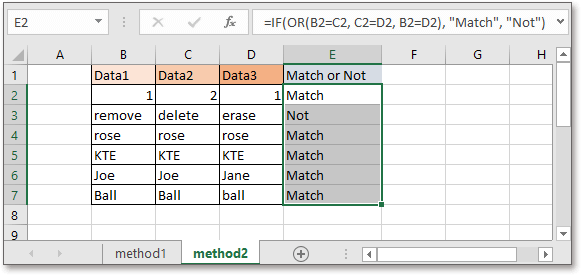 E2 =IF(OR(B2=C2, C2=D2, B2=D2), "Match", "Not")
A B C D E F G H
1 Data1 Data2 Data3 Match or Not
2 1 2 1 Match
3 remove delete erase Not
4 rose rose rose Match
5 KTE KTE KTE Match
6 Joe Joe Jane Match
7 Ball Ball ball Match
8
9
method1 method2